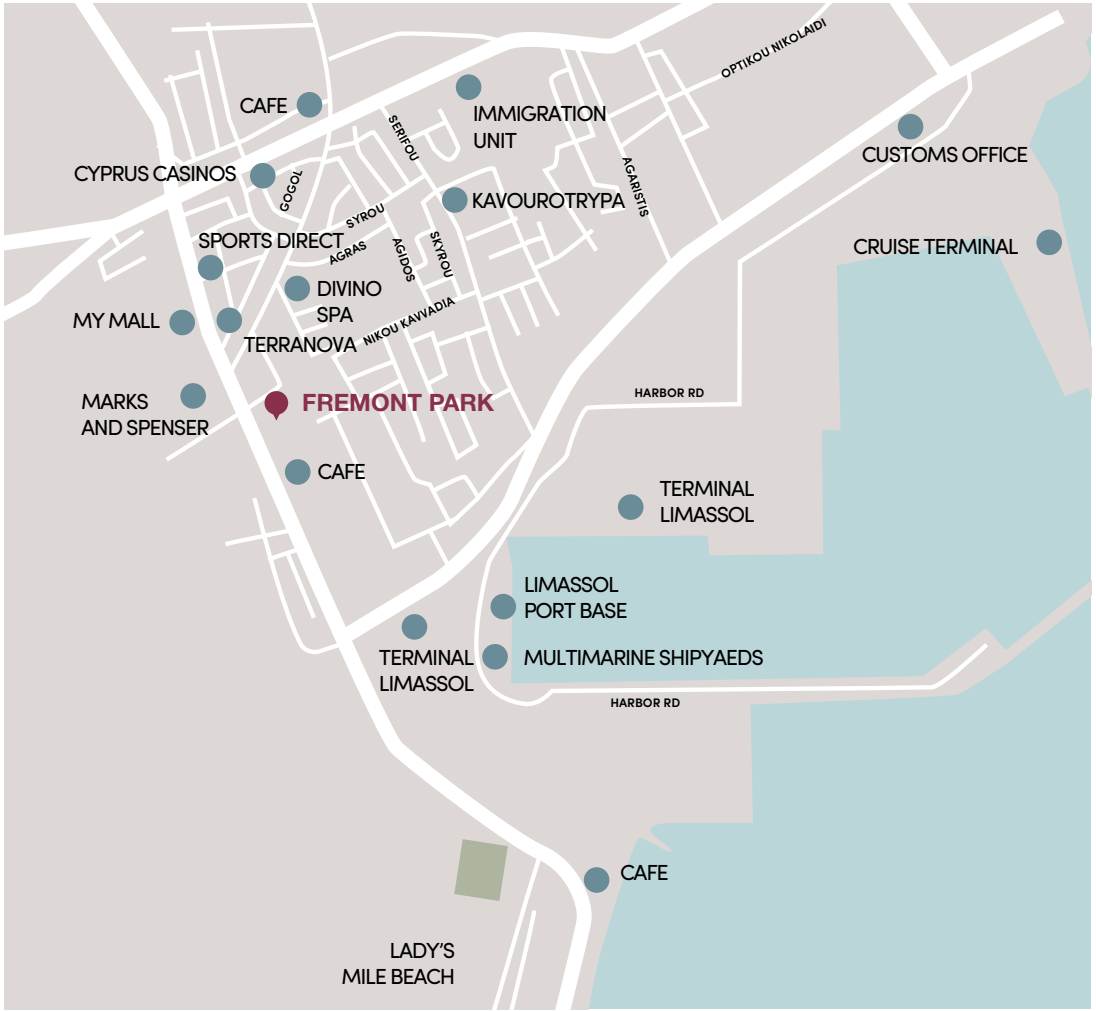 OPTIKOU NIKOLAIDI
CAFE
IMMIGRATION
UNIT
SERIFOU
CUSTOMS OFFICE
CYPRUS CASINOS
GOGOL
AGARISTIS
KAVOUROTRYPA
SYROU
SPORTS DIRECT
AGRAS
AGIDOS
SKYROU
CRUISE TERMINAL
DIVINO
SPA
MY MALL
TERRANOVA
NIKOU KAVVADIA
HARBOR RD
MARKS
AND SPENSER
FREMONT PARK
CAFE
TERMINAL
LIMASSOL
LIMASSOL
PORT BASE
TERMINAL
LIMASSOL
MULTIMARINE SHIPYAEDS
HARBOR RD
CAFE
LADY'S
MILE BEACH